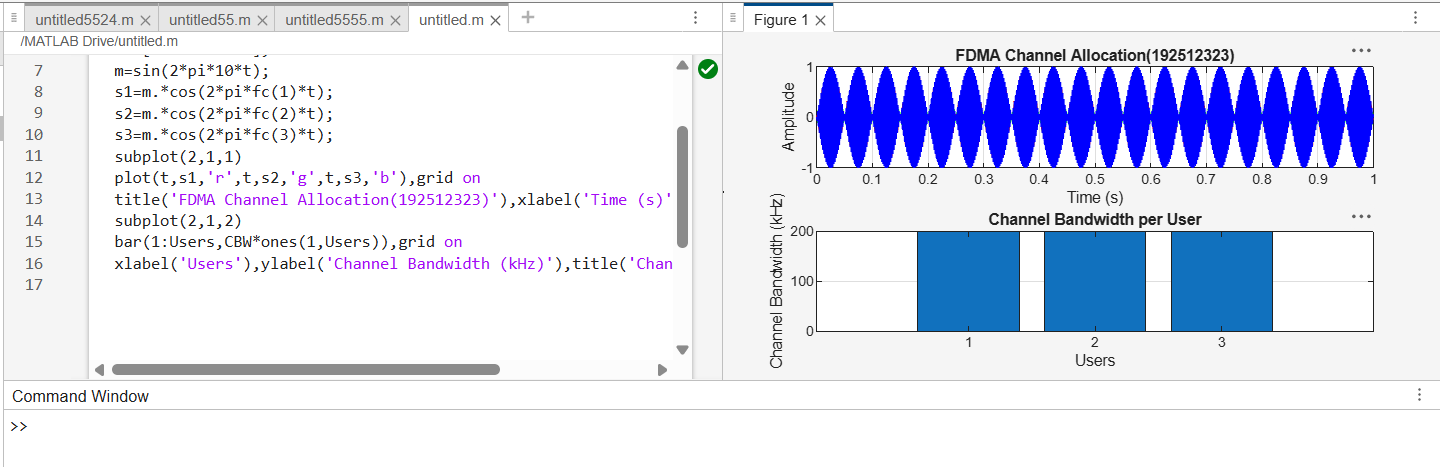 untitled5524.m × untitled55.m × untitled5555.m × untitled.m × +
/MATLAB Drive/untitled.m
7 m=sin(2*pi*10*t);
8 s1=m.*cos(2*pi*fc(1)*t);
9 s2=m.*cos(2*pi*fc(2)*t);
10 s3=m.*cos(2*pi*fc(3)*t);
11 subplot(2,1,1)
12 plot(t,s1,'r',t,s2,'g',t,s3,'b'),grid on
13 title('FDMA Channel Allocation(192512323)'),xlabel('Time (s)'
14 subplot(2,1,2)
15 bar(1:Users,CBW*ones(1,Users)),grid on
16 xlabel('Users'),ylabel('Channel Bandwidth (kHz)'),title('Chan
17
Figure 1 ×
FDMA Channel Allocation(192512323)
Amplitude
1
0
-1
0 0.1 0.2 0.3 0.4 0.5 0.6 0.7 0.8 0.9 1
Time (s)
Channel Bandwidth per User
Channel Bandwidth (kHz)
200
100
0
1 2 3
Users
Command Window
>>